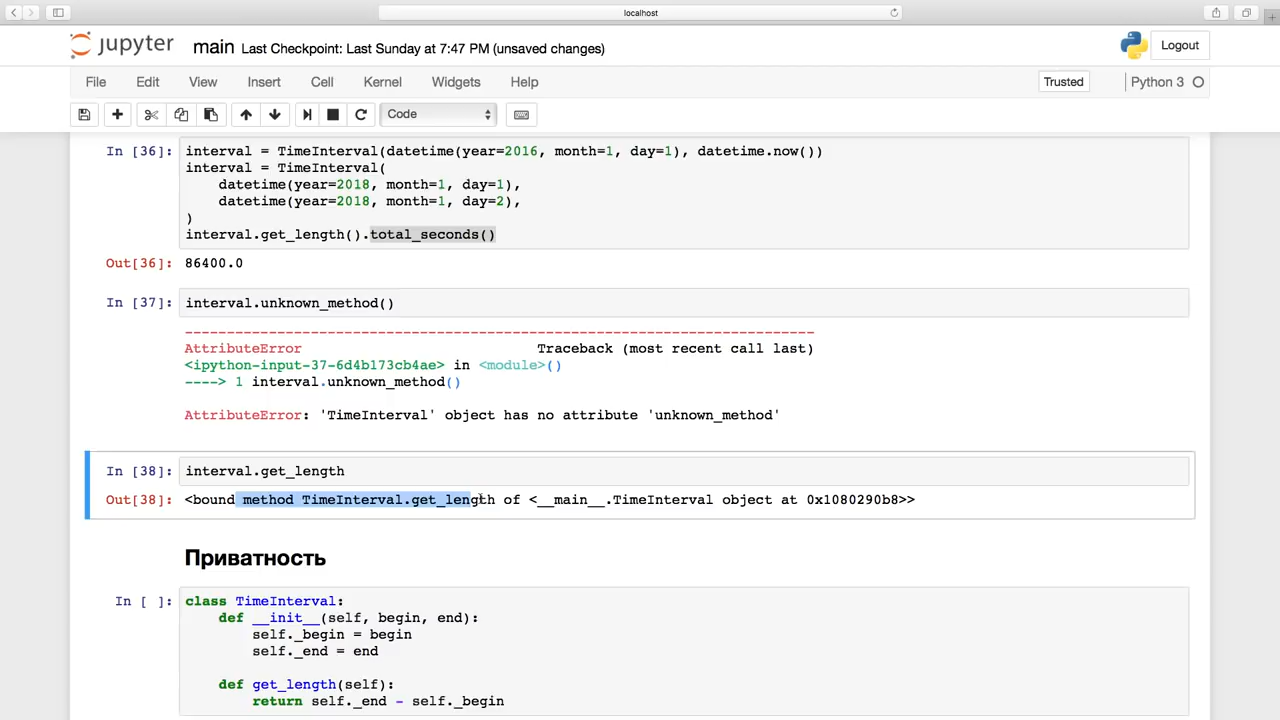 localhost
jupyter main Last Checkpoint: Last Sunday at 7:47 PM (unsaved changes) Logout
File Edit View Insert Cell Kernel Widgets Help Trusted Python 3
Code
In [36]: interval = TimeInterval(datetime(year=2016, month=1, day=1), datetime.now())
interval = TimeInterval(
    datetime(year=2018, month=1, day=1),
    datetime(year=2018, month=1, day=2),
)
interval.get_length().total_seconds()
Out[36]: 86400.0
In [37]: interval.unknown_method()
---------------------------------------------------------------------------
AttributeError                            Traceback (most recent call last)
<ipython-input-37-6d4b173cb4ae> in <module>()
----> 1 interval.unknown_method()
AttributeError: 'TimeInterval' object has no attribute 'unknown_method'
In [38]: interval.get_length
Out[38]: <bound method TimeInterval.get_length of <__main__.TimeInterval object at 0x1080290b8>>
Приватность
In [ ]: class TimeInterval:
    def __init__(self, begin, end):
        self._begin = begin
        self._end = end
    def get_length(self):
        return self._end - self._begin